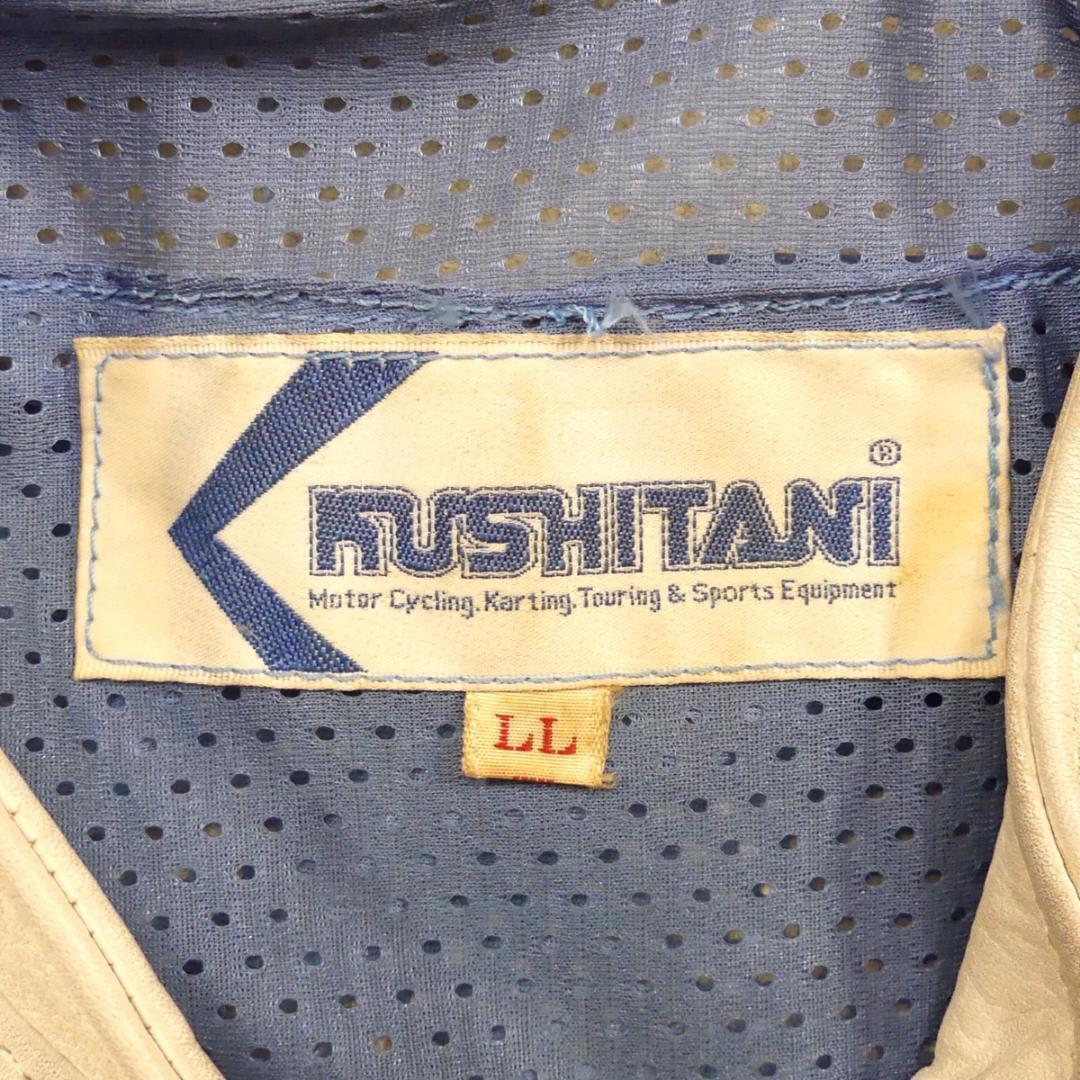 KUSHITANI®
Motor Cycling. Karting. Touring & Sports Equipment
LL